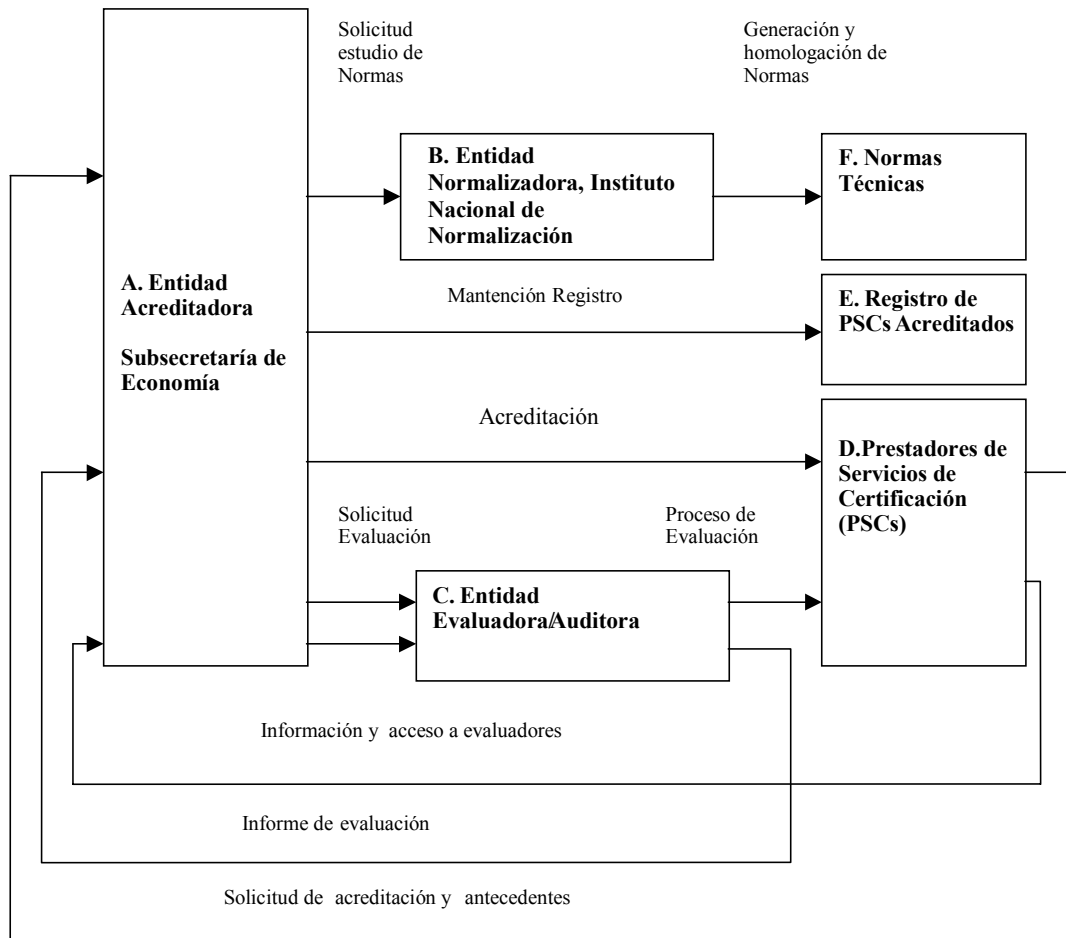 Solicitud
estudio de
Normas
Generación y
homologación de
Normas
B. Entidad
Normalizadora, Instituto
Nacional de
Normalización
F. Normas
Técnicas
A. Entidad
Acreditadora
Subsecretaría de
Economía
Mantención Registro
E. Registro de
PSCs Acreditados
Acreditación
D.Prestadores de
Servicios de
Certificación
(PSCs)
Solicitud
Evaluación
Proceso de
Evaluación
C. Entidad
Evaluadora/Auditora
Información y acceso a evaluadores
Informe de evaluación
Solicitud de acreditación y antecedentes